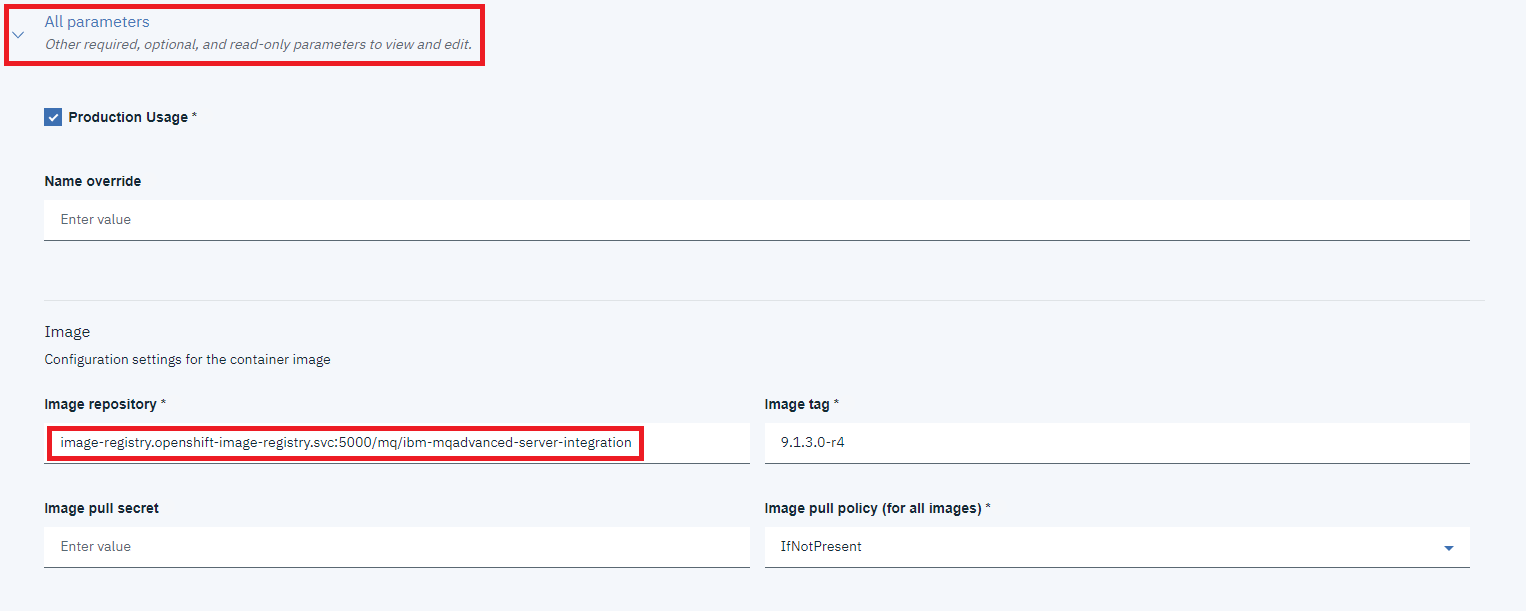 All parameters
Other required, optional, and read-only parameters to view and edit.
Production Usage *
Name override
Enter value
Image
Configuration settings for the container image
Image repository *
Image tag *
image-registry.openshift-image-registry.svc:5000/mq/ibm-mqadvanced-server-integration
9.1.3.0-r4
Image pull secret
Image pull policy (for all images) *
Enter value
IfNotPresent